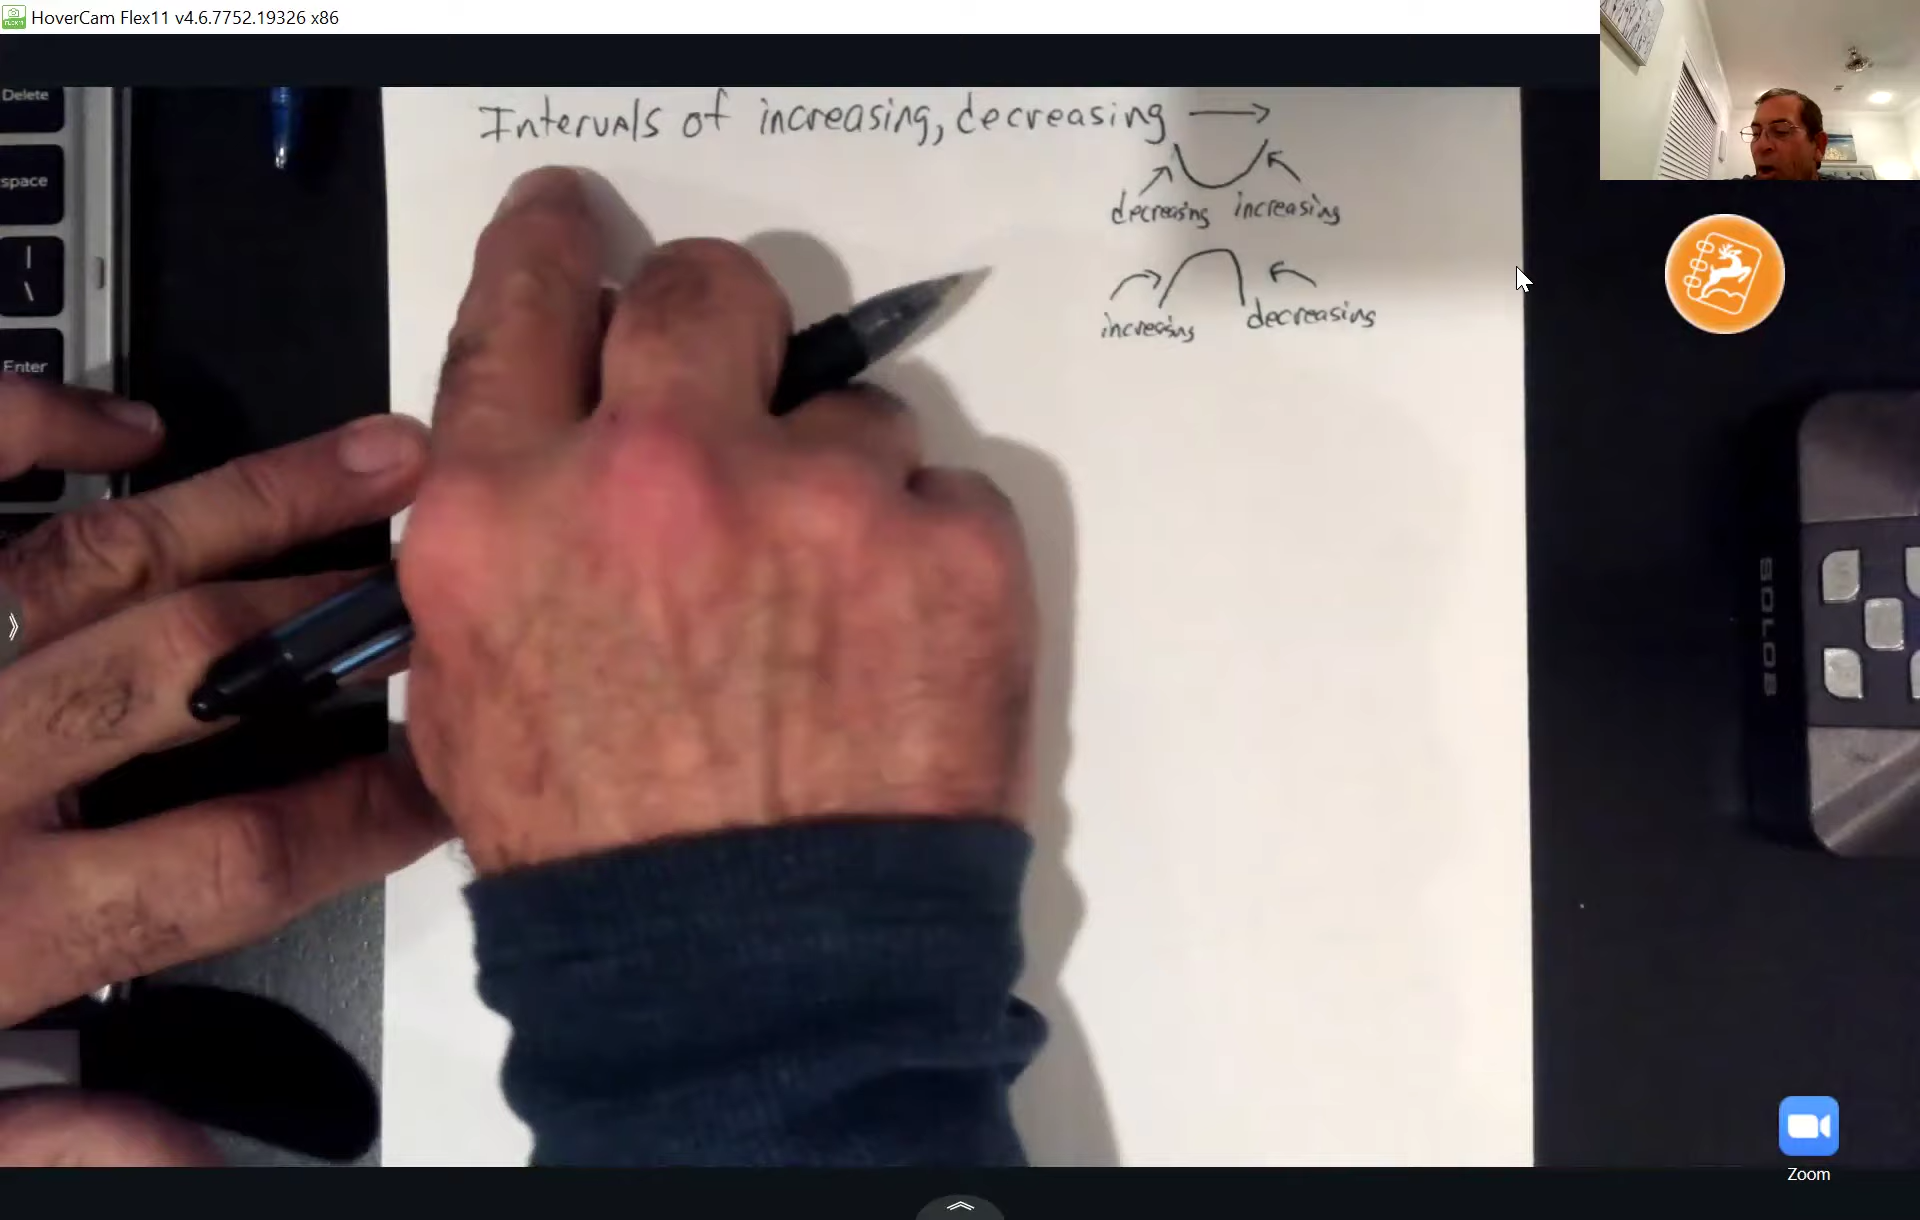 HoverCam Flex11 v4.6.7752.19326 x86
Delete
space
|
\
Enter
Intervals of increasing, decreasing →
decreasing increasing
increasing decreasing
SOLO8
Zoom